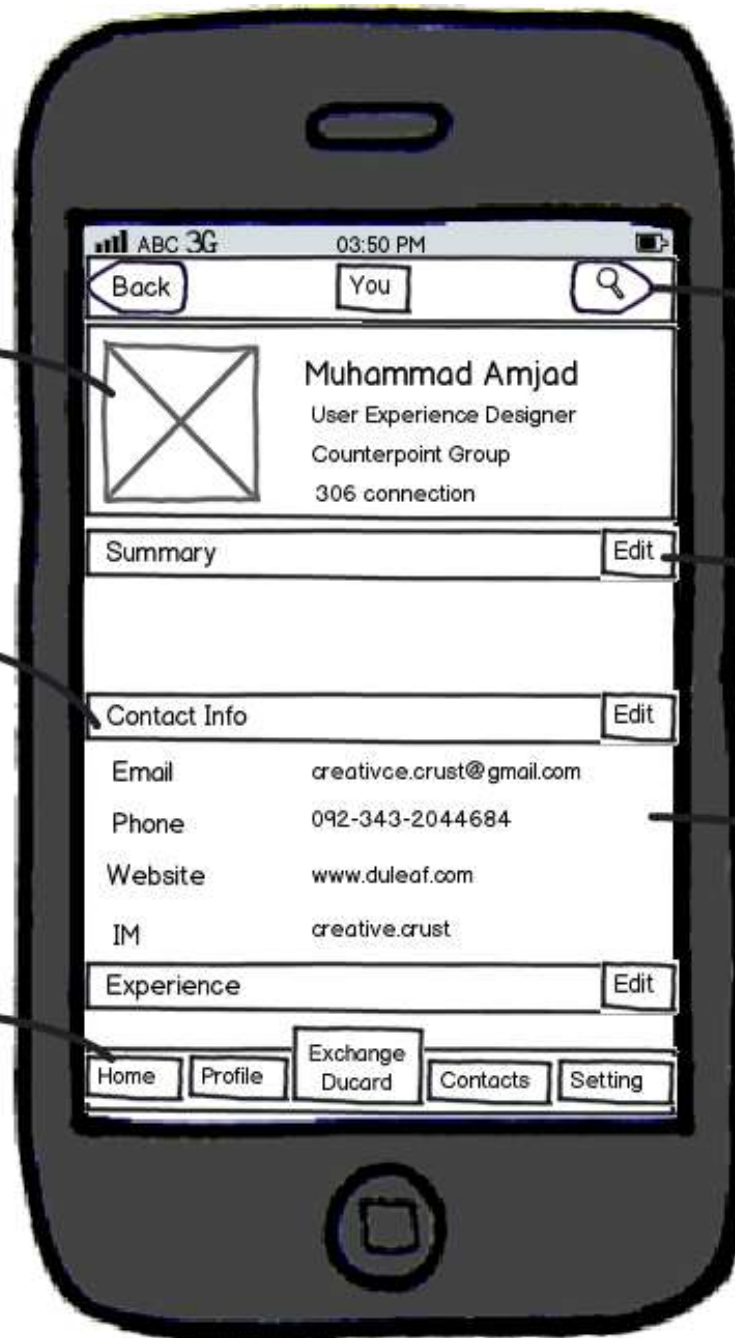 ABC 3G 03:50 PM
Back You
Muhammad Amjad
User Experience Designer
Counterpoint Group
306 connection
Summary Edit
Contact Info Edit
Email creativce.crust@gmail.com
Phone 092-343-2044684
Website www.duleaf.com
IM creative.crust
Experience Edit
Home Profile Exchange Ducard Contacts Setting